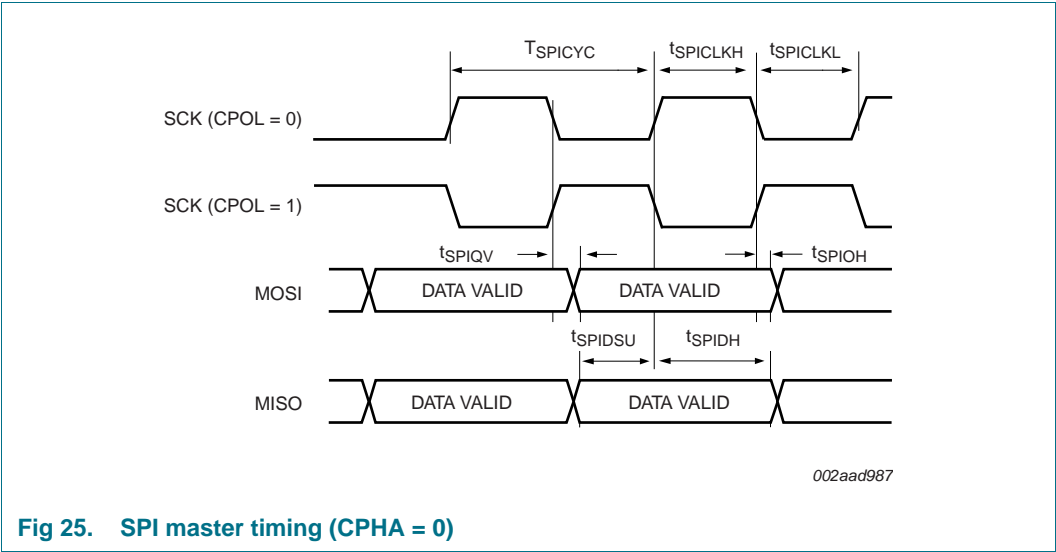 TSPICYC tSPICLKH tSPICLKL
SCK (CPOL = 0)
SCK (CPOL = 1)
tSPIQV tSPIOH
MOSI DATA VALID DATA VALID
tSPIDSU tSPIDH
MISO DATA VALID DATA VALID
002aad987
Fig 25. SPI master timing (CPHA = 0)